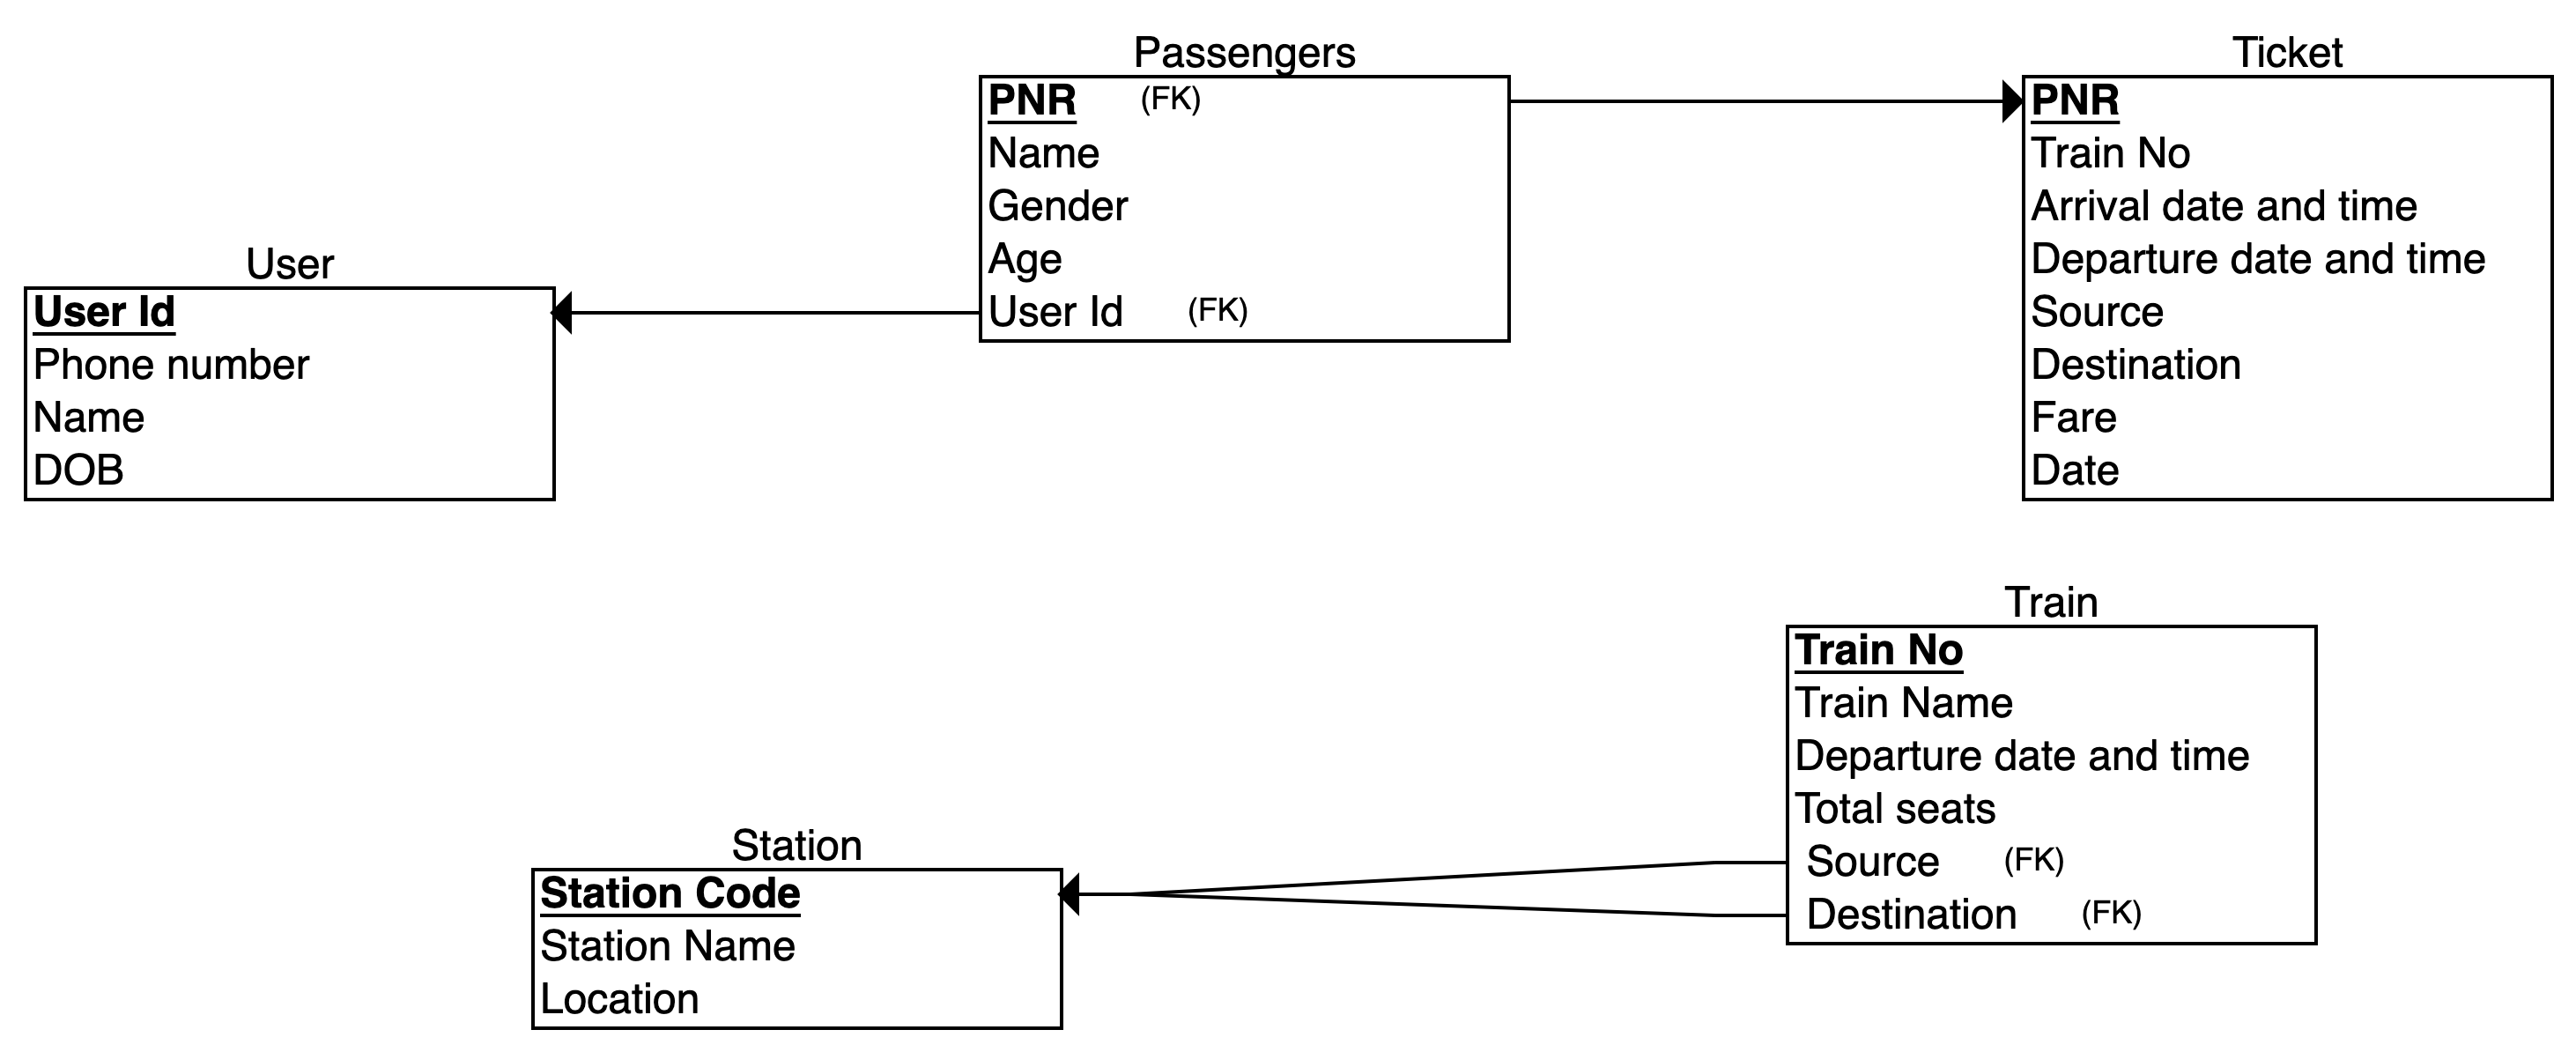 Passengers
PNR (FK)
Name
Gender
Age
User Id (FK)
Ticket
PNR
Train No
Arrival date and time
Departure date and time
Source
Destination
Fare
Date
User
User Id
Phone number
Name
DOB
Train
Train No
Train Name
Departure date and time
Total seats
Source (FK)
Destination (FK)
Station
Station Code
Station Name
Location